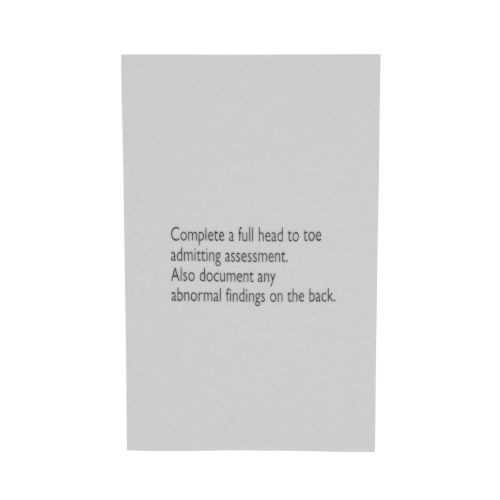 Complete a full head to toe
admitting assessment.
Also document any
abnormal findings on the back.